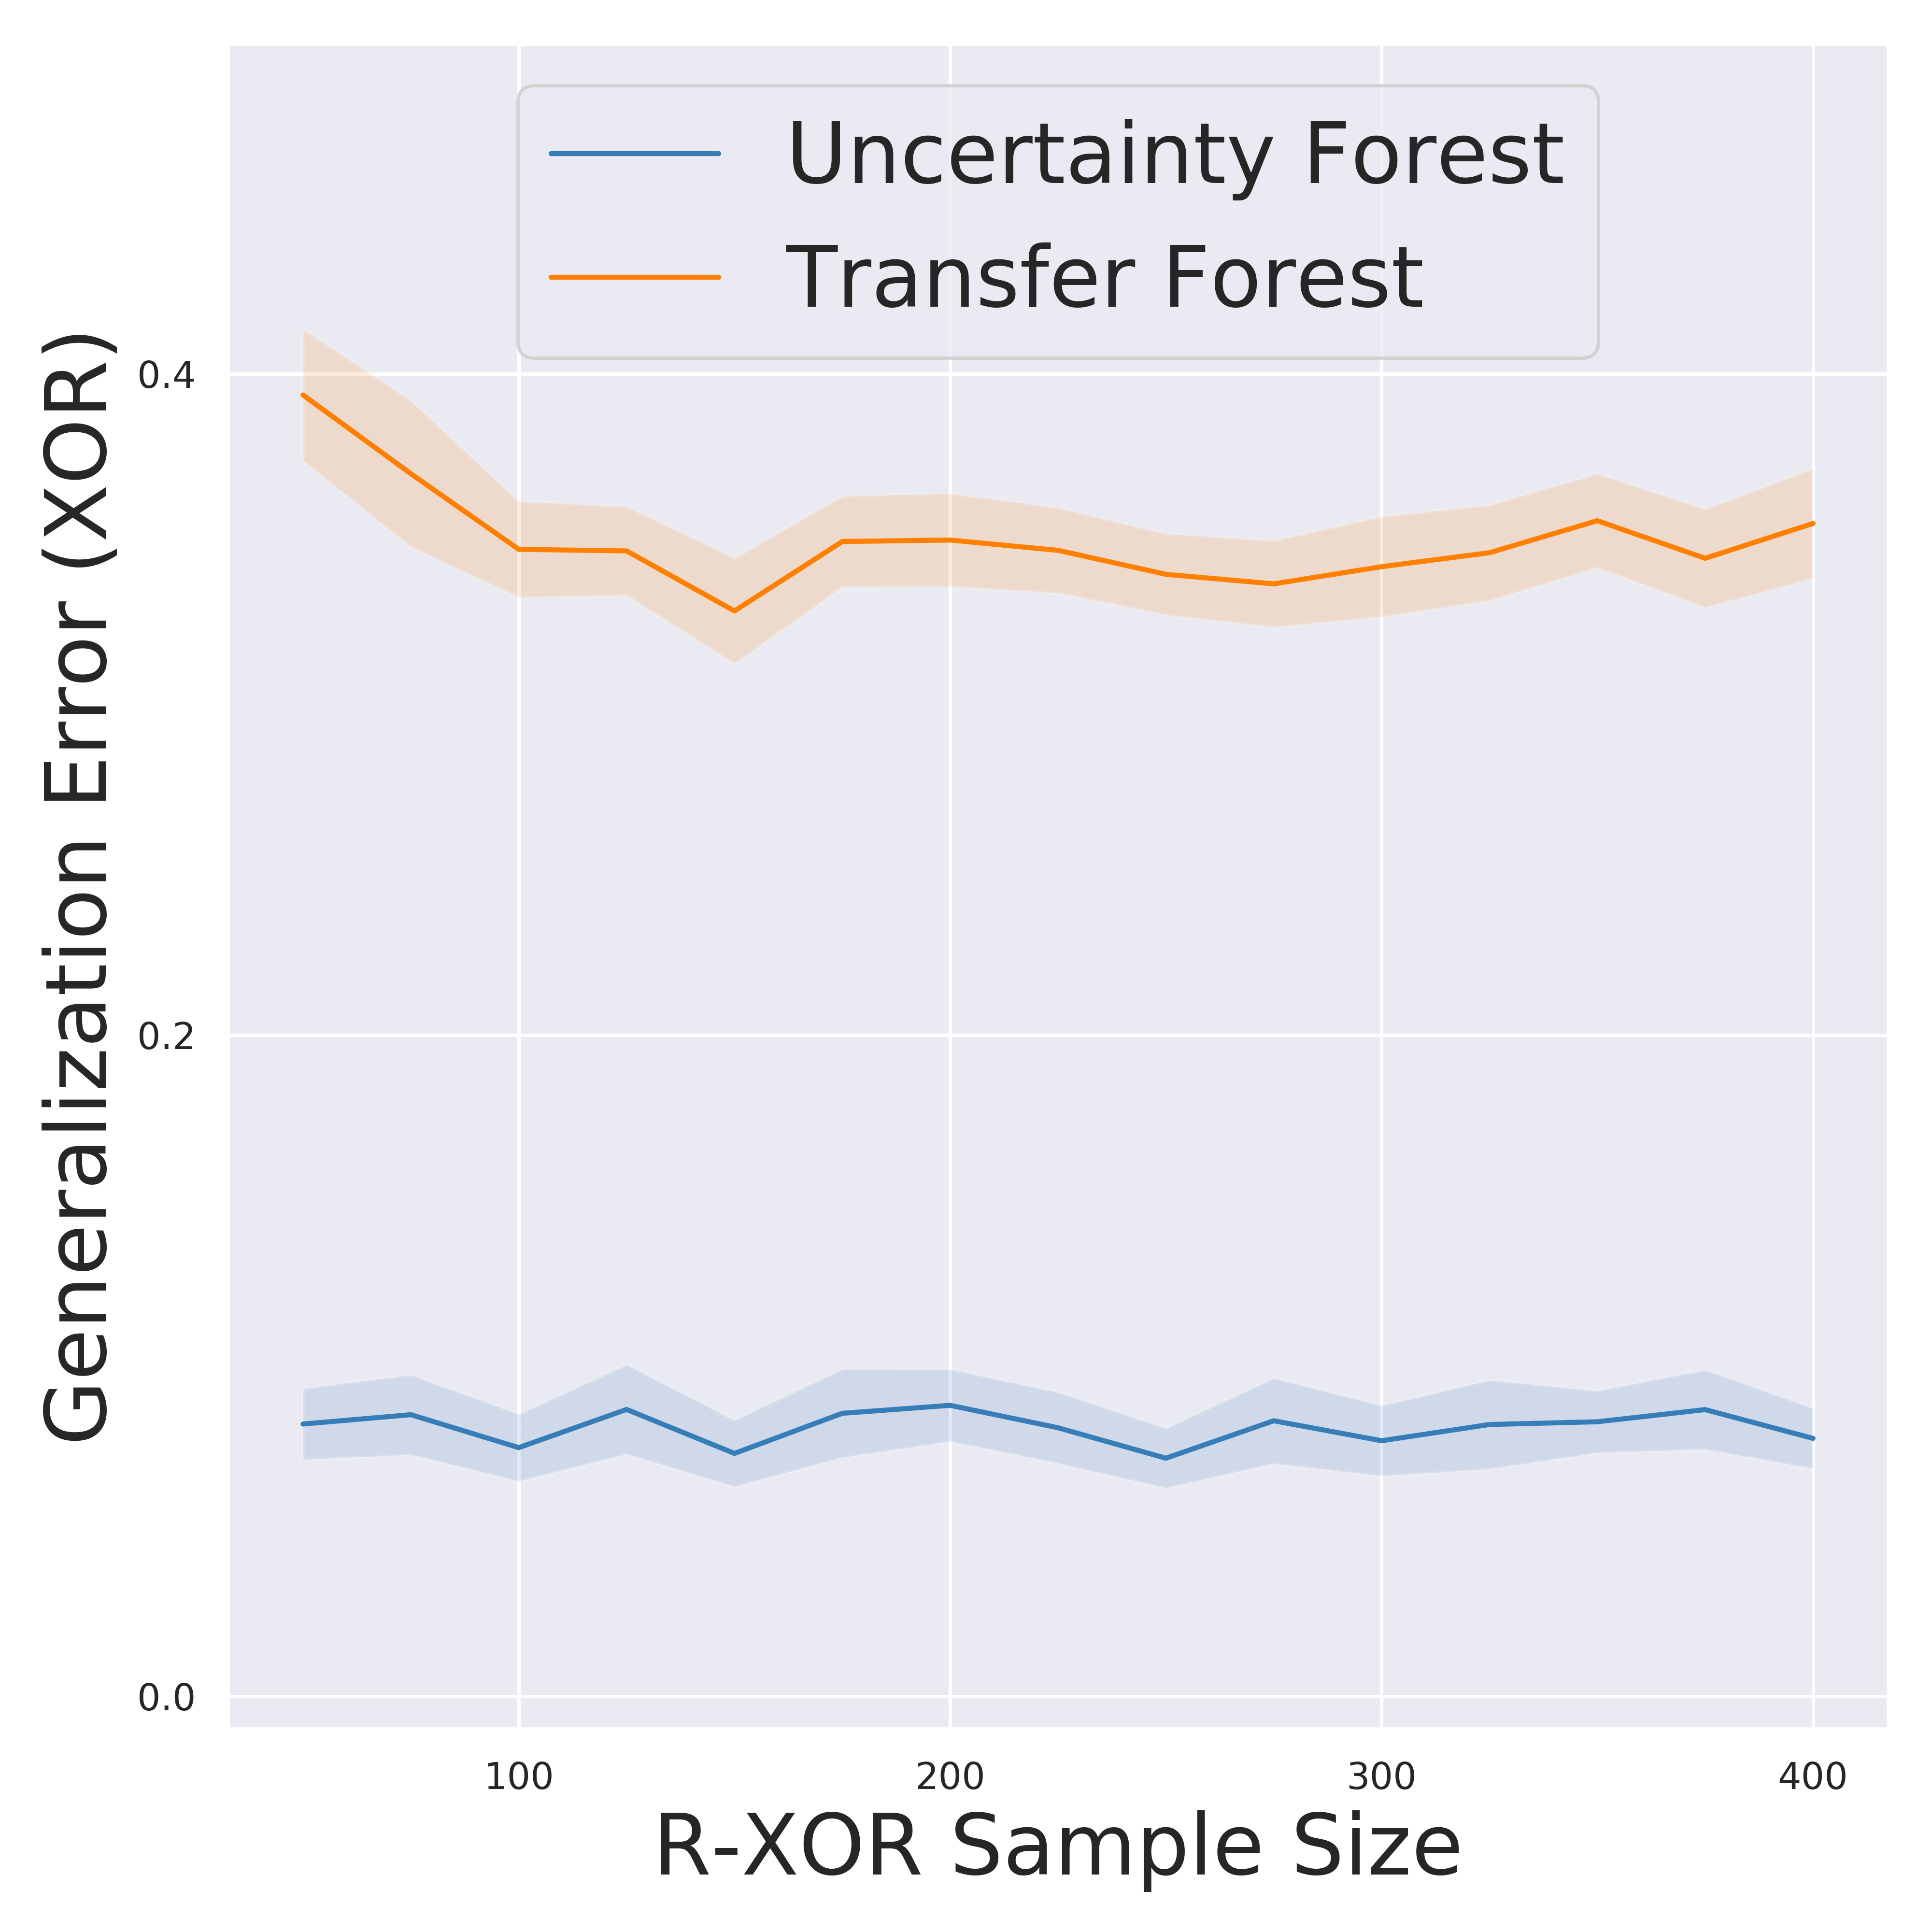 Uncertainty Forest
Transfer Forest
Generalization Error (XOR)
0.4
0.2
0.0
100
200
300
400
R-XOR Sample Size